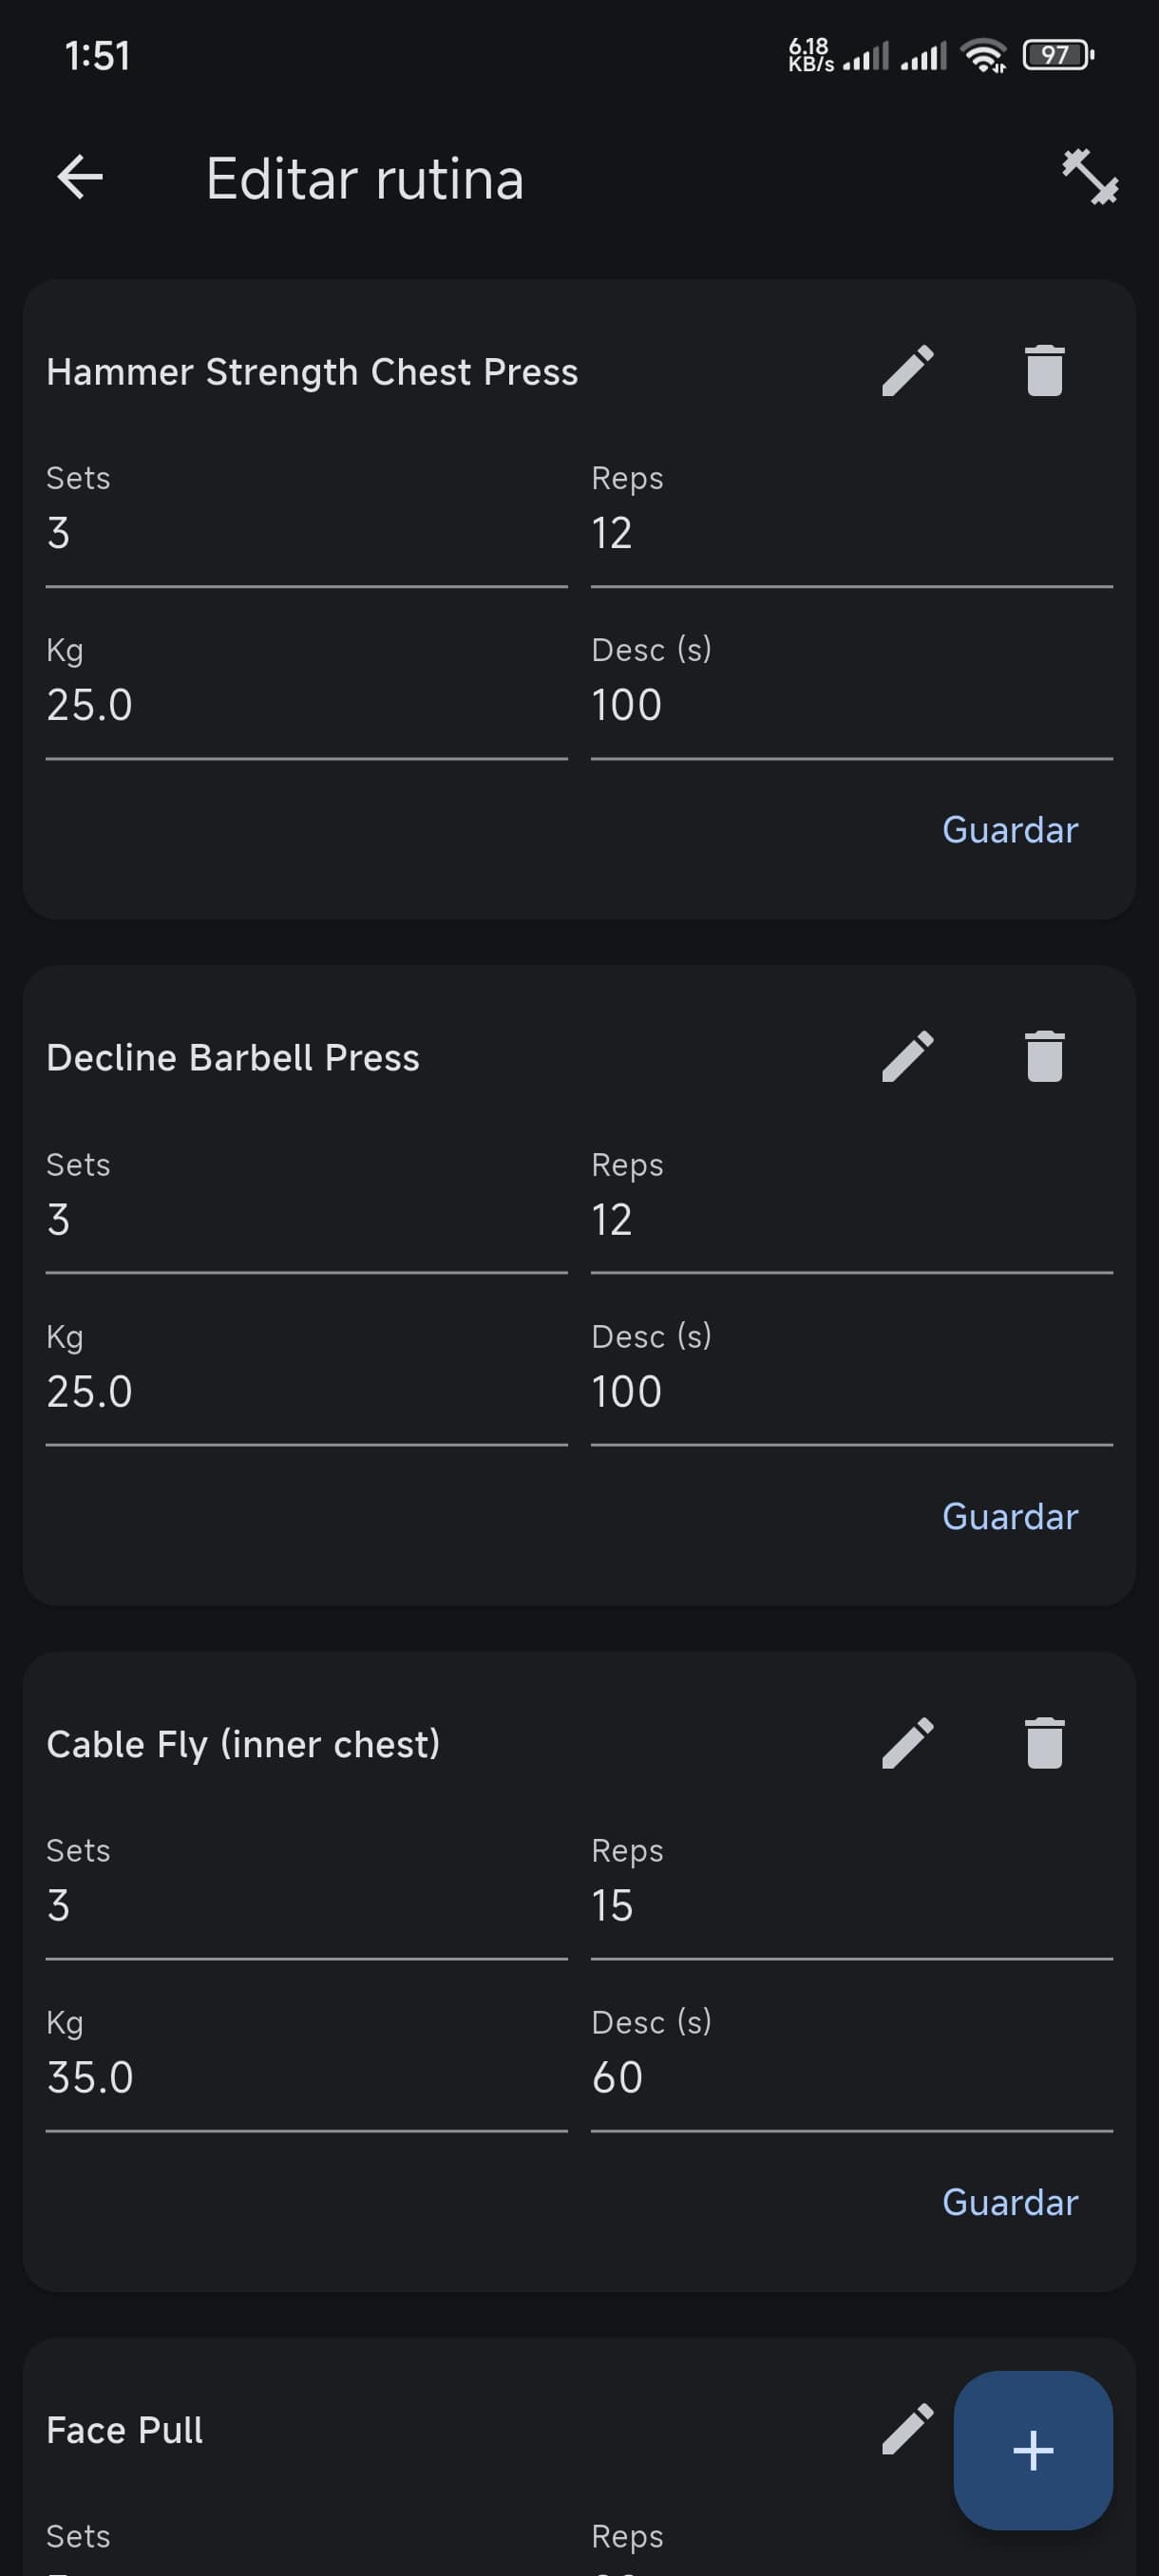 1:51
6.18
KB/s
97
Editar rutina
Hammer Strength Chest Press
Sets
Reps
3
12
Kg
Desc (s)
25.0
100
Guardar
Decline Barbell Press
Sets
Reps
3
12
Kg
Desc (s)
25.0
100
Guardar
Cable Fly (inner chest)
Sets
Reps
3
15
Kg
Desc (s)
35.0
60
Guardar
Face Pull
+
Sets
Reps